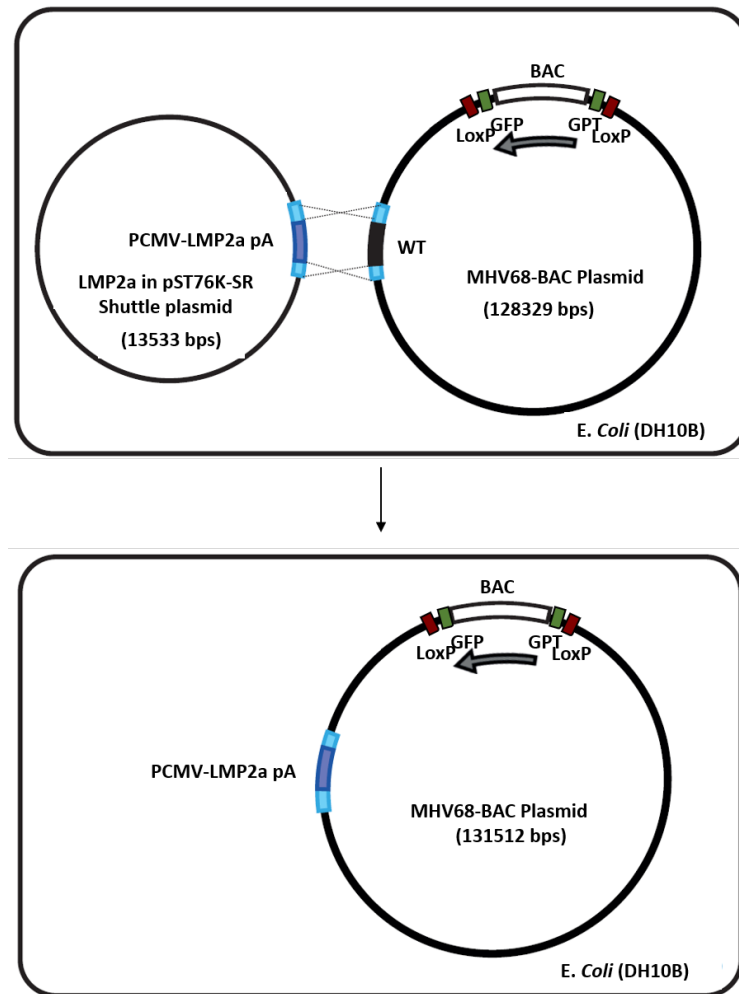 BAC
LoxP GFP GPT LoxP
PCMV-LMP2a pA
WT
LMP2a in pST76K-SR
Shuttle plasmid
(13533 bps)
MHV68-BAC Plasmid
(128329 bps)
E. Coli (DH10B)
BAC
LoxP GFP GPT LoxP
PCMV-LMP2a pA
MHV68-BAC Plasmid
(131512 bps)
E. Coli (DH10B)